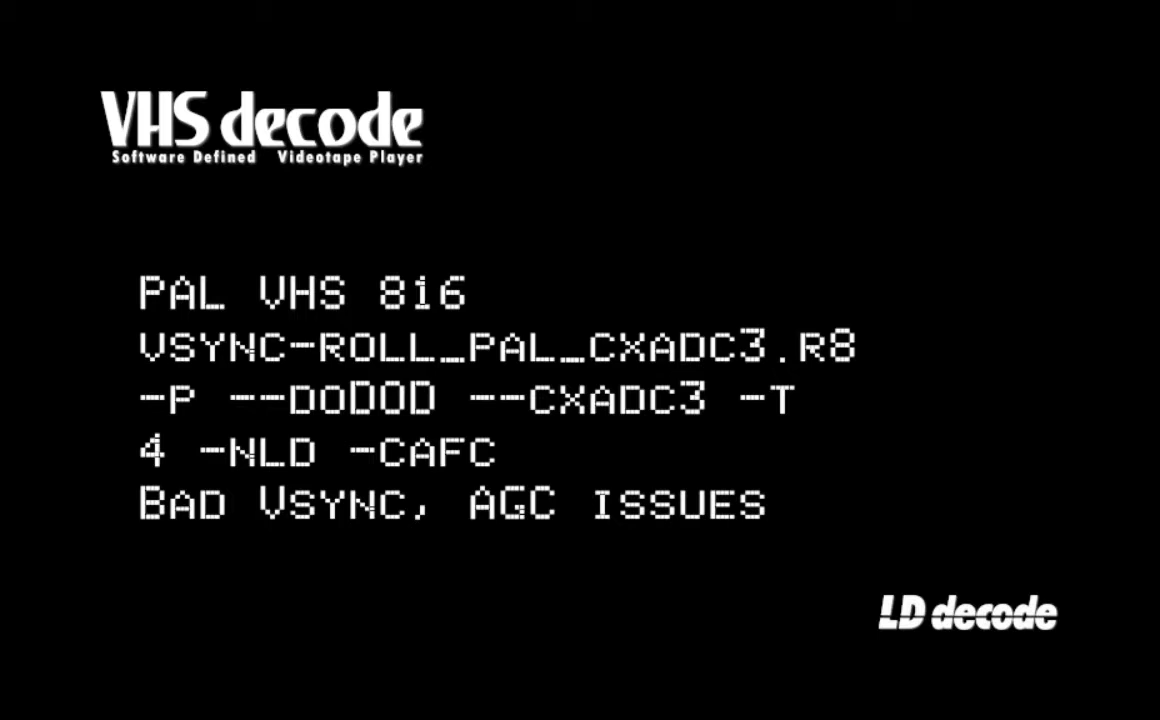 VHS decode
Software Defined Videotape Player
PAL VHS 816
vsync-roll_pal_cxadc3.r8
-p --doDOD --cxadc3 -t
4 -nld -cafc
Bad Vsync, AGC issues
LD decode